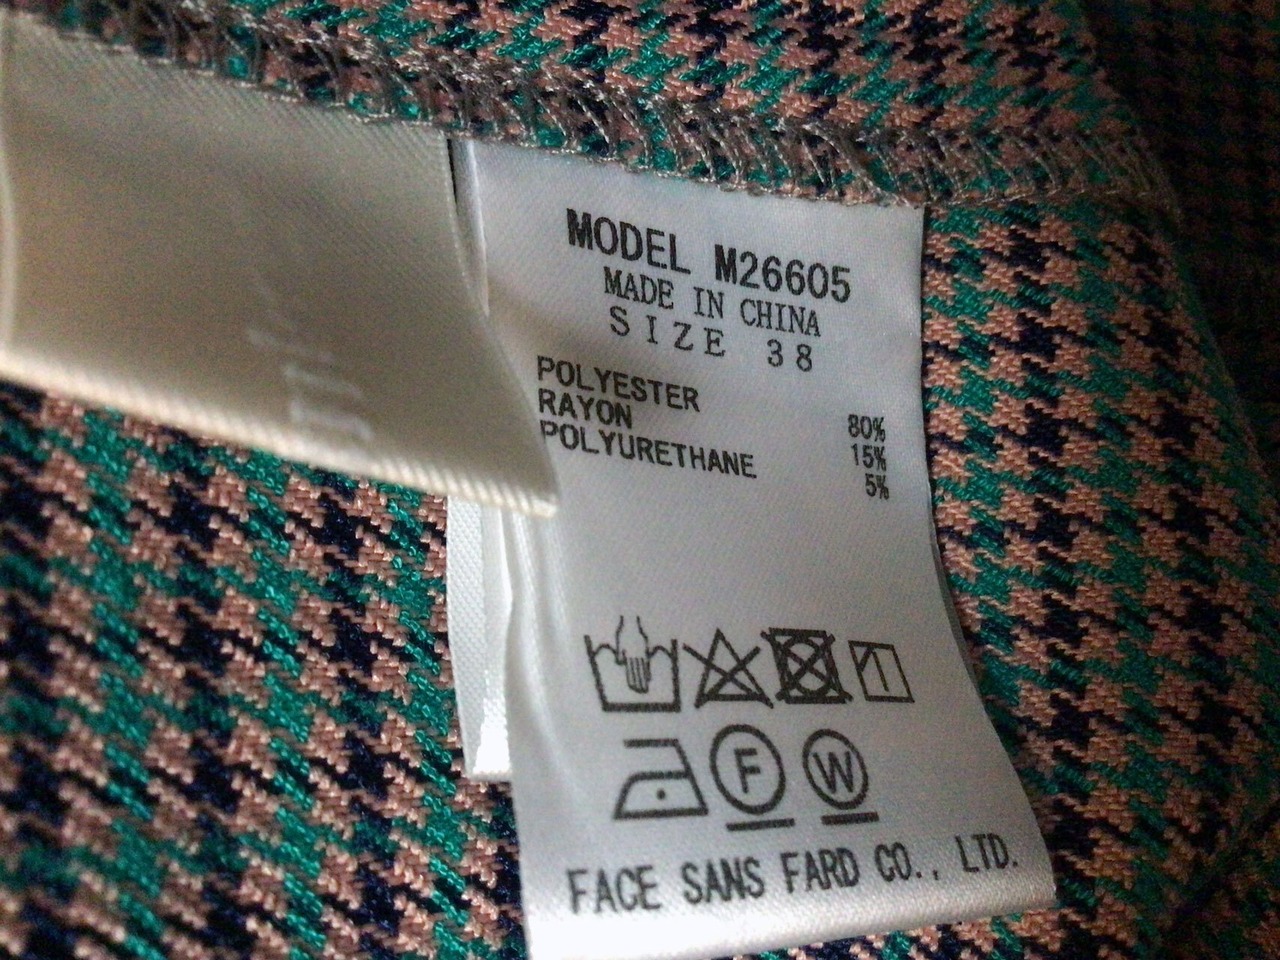 MODEL M26605
MADE IN CHINA
SIZE 38
POLYESTER 80%
RAYON 15%
POLYURETHANE 5%
F W
FACE SANS FARD CO., LTD.